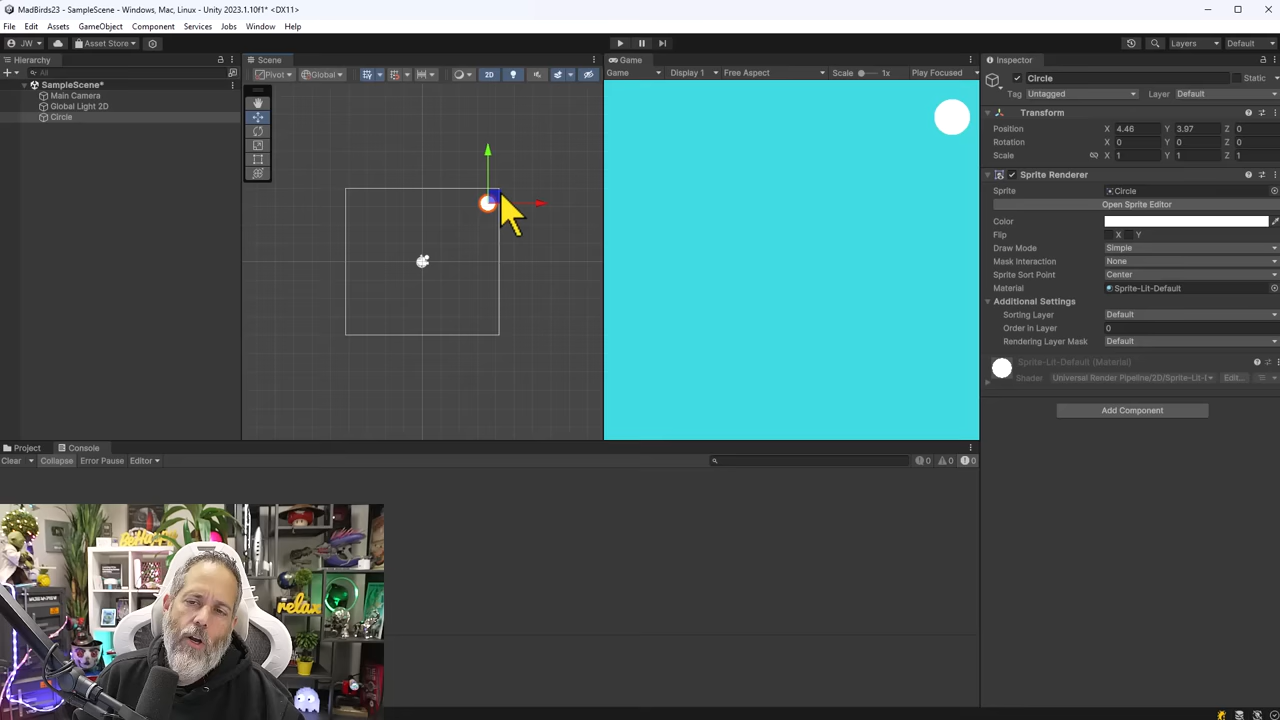 MadBirds23 - SampleScene - Windows, Mac, Linux - Unity 2023.1.10f1* <DX11>
File Edit Assets GameObject Component Services Jobs Window Help
JW Asset Store Layers Default
Hierarchy
All
SampleScene*
Main Camera
Global Light 2D
Circle
Scene
Pivot Global 2D
Game
Game Display 1 Free Aspect Scale 1x Play Focused
Inspector
Circle Static
Tag Untagged Layer Default
Transform
Position X 4.46 Y 3.97 Z 0
Rotation X 0 Y 0 Z 0
Scale X 1 Y 1 Z 1
Sprite Renderer
Sprite Circle
Open Sprite Editor
Color
Flip X Y
Draw Mode Simple
Mask Interaction None
Sprite Sort Point Center
Material Sprite-Lit-Default
Additional Settings
Sorting Layer Default
Order in Layer 0
Rendering Layer Mask Default
Sprite-Lit-Default (Material)
Shader Universal Render Pipeline/2D/Sprite-Lit-I Edit...
Add Component
Project Console
Clear Collapse Error Pause Editor 0 0 0
relax